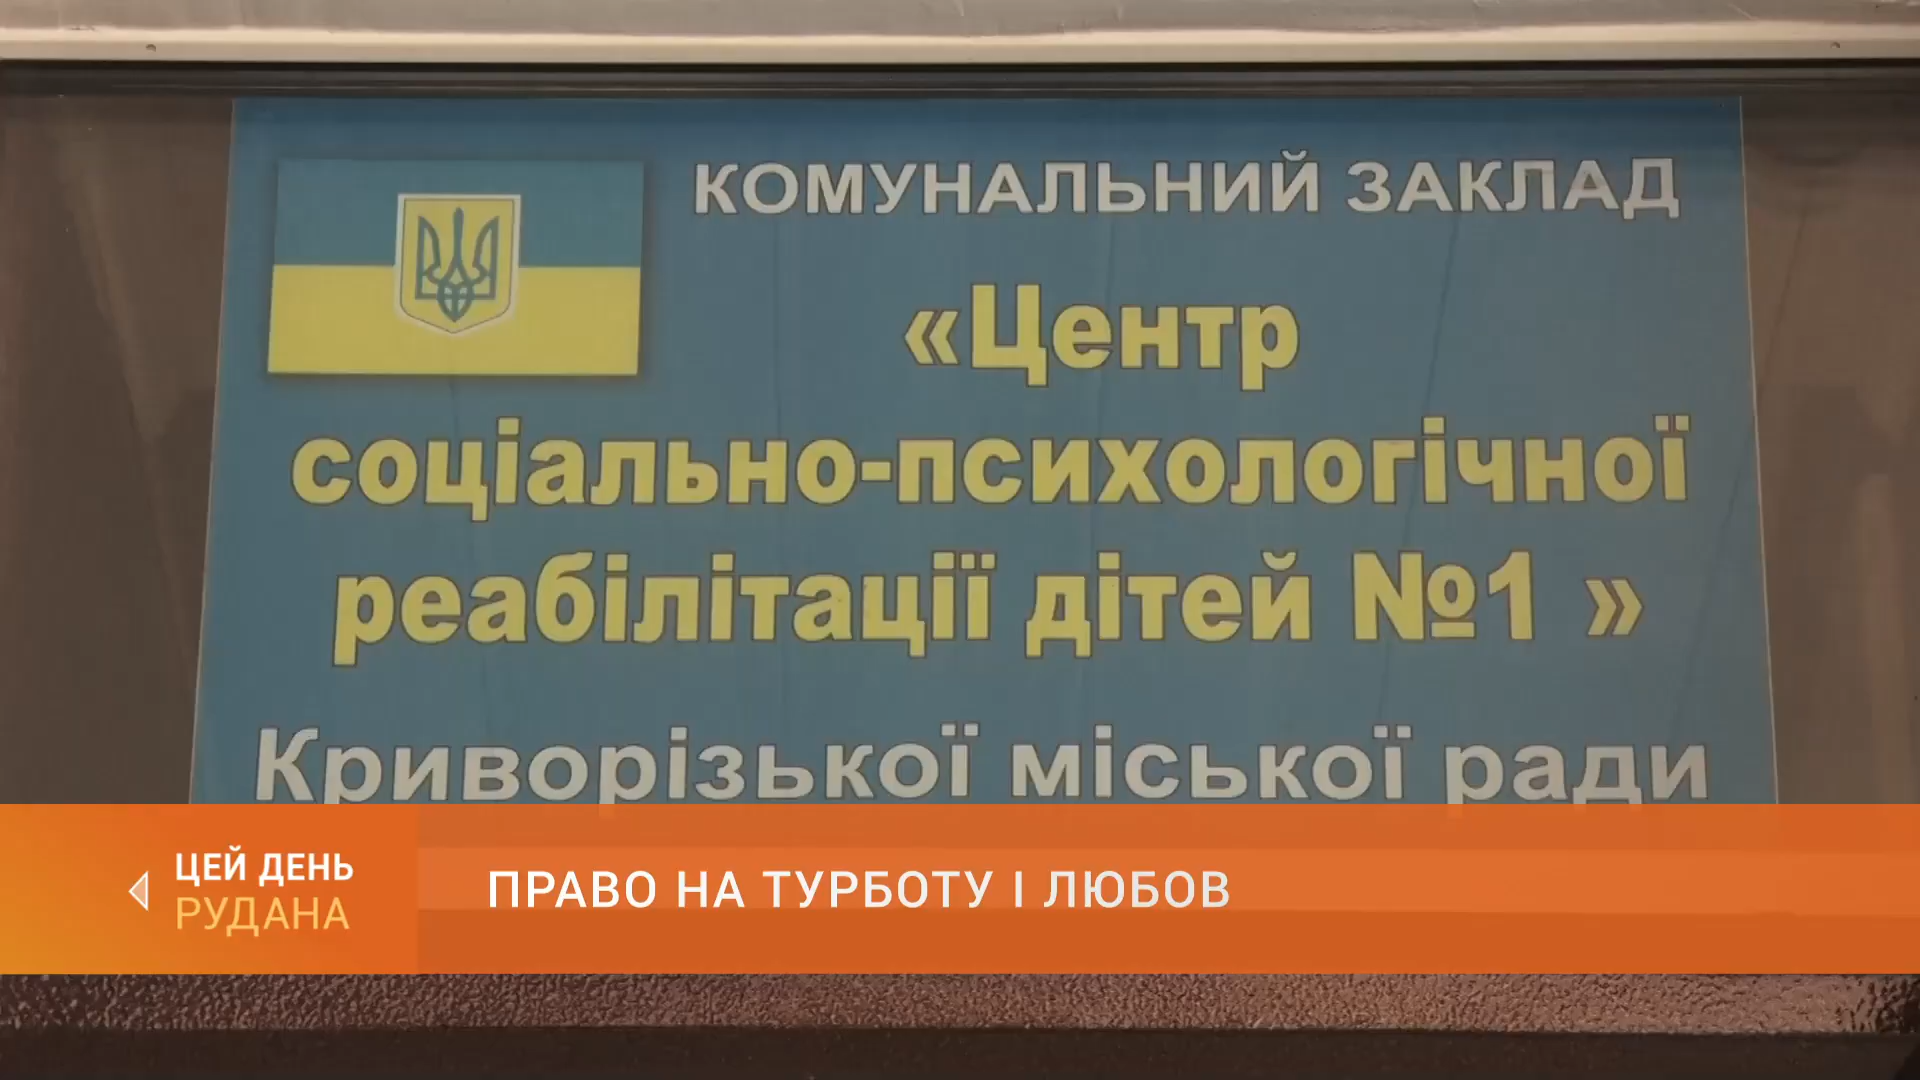 КОМУНАЛЬНИЙ ЗАКЛАД
«Центр
соціально-психологічної
реабілітації дітей №1 »
Криворізької міської ради
ЦЕЙ ДЕНЬ
РУДАНА
ПРАВО НА ТУРБОТУ І ЛЮБОВ